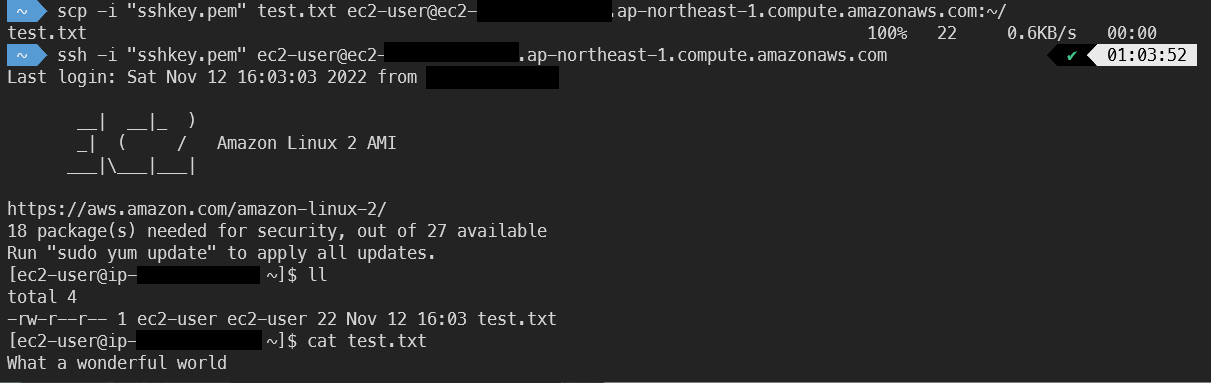 ~ scp -i "sshkey.pem" test.txt ec2-user@ec2-.ap-northeast-1.compute.amazonaws.com:~/
test.txt 100% 22 0.6KB/s 00:00
~ ssh -i "sshkey.pem" ec2-user@ec2-.ap-northeast-1.compute.amazonaws.com ✔ 01:03:52
Last login: Sat Nov 12 16:03:03 2022 from
__|  __|_  )
_|  (     /   Amazon Linux 2 AMI
___|\___|___|
https://aws.amazon.com/amazon-linux-2/
18 package(s) needed for security, out of 27 available
Run "sudo yum update" to apply all updates.
[ec2-user@ip- ~]$ ll
total 4
-rw-r--r-- 1 ec2-user ec2-user 22 Nov 12 16:03 test.txt
[ec2-user@ip- ~]$ cat test.txt
What a wonderful world